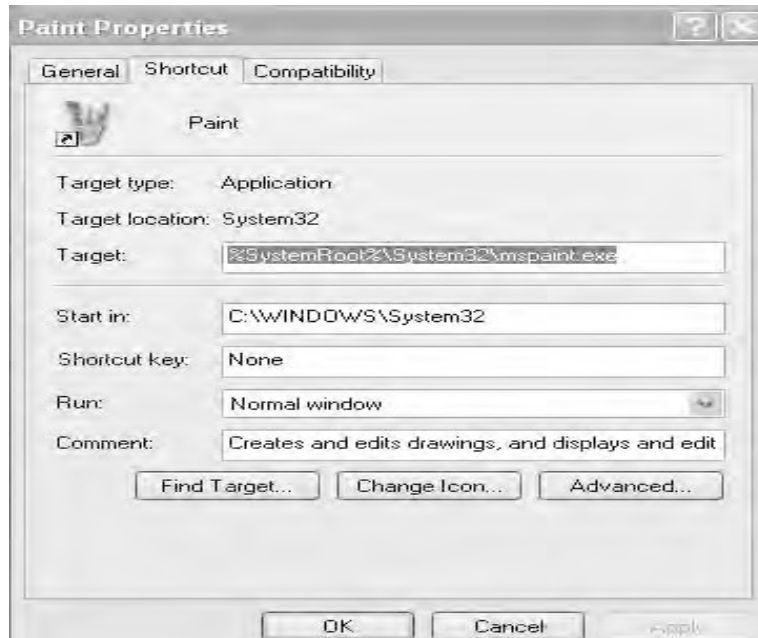 Paint Properties
General Shortcut Compatibility
Paint
Target type: Application
Target location: System32
Target: %SystemRoot%\System32\mspaint.exe
Start in: C:\WINDOWS\System32
Shortcut key: None
Run: Normal window
Comment: Creates and edits drawings, and displays and edit
Find Target... Change Icon... Advanced...
OK Cancel Apply